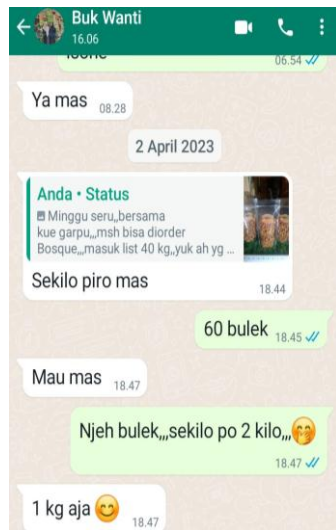 Buk Wanti
16.06
06.54
Ya mas 08.28
2 April 2023
Anda • Status
Minggu seru,,bersama
kue garpu,,,msh bisa diorder
Bosque,,,masuk list 40 kg,,yuk ah yg ...
Sekilo piro mas 18.44
60 bulek 18.45
Mau mas 18.47
Njeh bulek,,,sekilo po 2 kilo,,,🤭
18.47
1 kg aja 😊 18.47